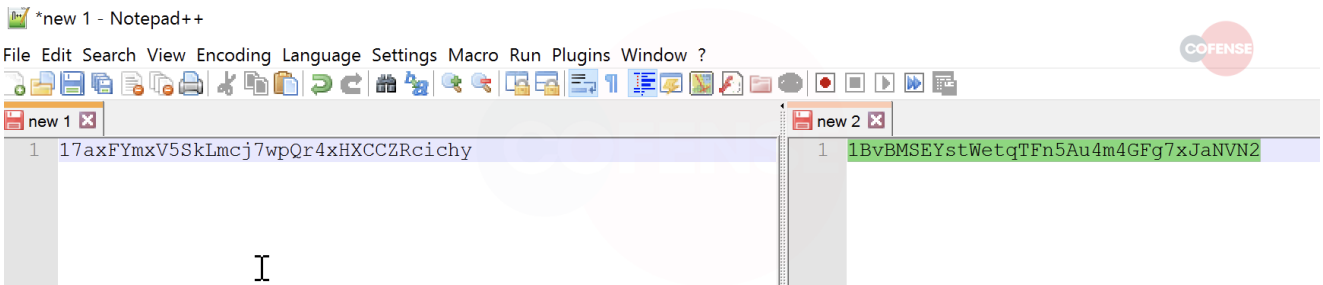 *new 1 - Notepad++
COFENSE
File Edit Search View Encoding Language Settings Macro Run Plugins Window ?
new 1
new 2
1 17axFYmxV5SkLmcj7wpQr4xHXCCZRcichy
1 1BvBMSEYstWetqTFn5Au4m4GFg7xJaNVN2
COFENSE